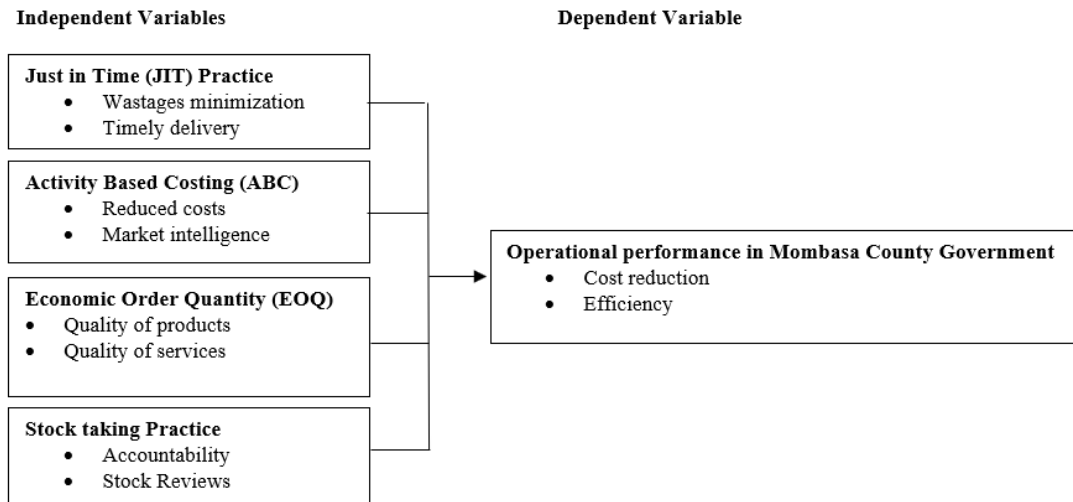 Independent Variables
Dependent Variable
Just in Time (JIT) Practice
• Wastages minimization
• Timely delivery
Activity Based Costing (ABC)
• Reduced costs
• Market intelligence
Economic Order Quantity (EOQ)
• Quality of products
• Quality of services
Stock taking Practice
• Accountability
• Stock Reviews
Operational performance in Mombasa County Government
• Cost reduction
• Efficiency